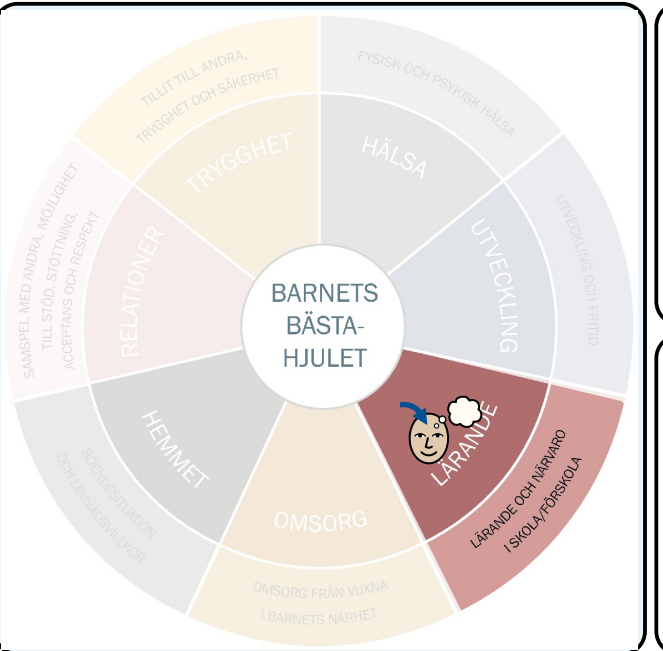 BARNETS
BÄSTA-
HJULET
TRYGGHET
TILLIT TILL ANDRA,
TRYGGHET OCH SÄKERHET
HÄLSA
FYSISK OCH PSYKISK HÄLSA
UTVECKLING
UTVECKLING OCH FRITID
LÄRANDE
LÄRANDE OCH NÄRVARO
I SKOLA/FÖRSKOLA
OMSORG
OMSORG FRÅN VUXNA
I BARNETS NÄRHET
HEMMET
BOENDESITUATION
OCH LEVNADSVILLKOR
RELATIONER
SAMSPEL MED ANDRA, MÖJLIGHET
TILL STÖD, STÖTTNING,
ACCEPTANS OCH RESPEKT